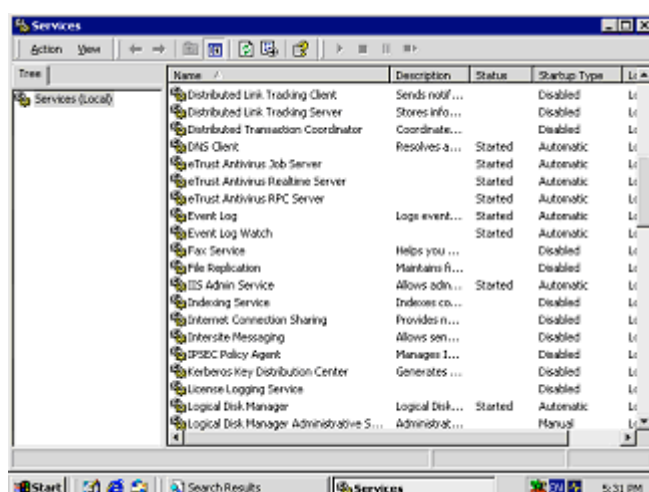 Services
Action View
Tree
Name Description Status Startup Type
Services (Local)
Distributed Link Tracking Client Sends notif... Disabled
Distributed Link Tracking Server Stores info... Disabled
Distributed Transaction Coordinator Coordinate... Disabled
DNS Client Resolves a... Started Automatic
eTrust Antivirus Job Server Started Automatic
eTrust Antivirus Realtime Server Started Automatic
eTrust Antivirus RPC Server Started Automatic
Event Log Logs event... Started Automatic
Event Log Watch Started Automatic
Fax Service Helps you ... Disabled
File Replication Maintains fi... Disabled
IIS Admin Service Allows adm... Started Automatic
Indexing Service Indexes co... Disabled
Internet Connection Sharing Provides n... Disabled
Intersite Messaging Allows sen... Disabled
IPSEC Policy Agent Manages I... Disabled
Kerberos Key Distribution Center Generates ... Disabled
License Logging Service Disabled
Logical Disk Manager Logical Disk... Started Automatic
Logical Disk Manager Administrative S... Administrat... Manual
Start Search Results Services 5:31 PM